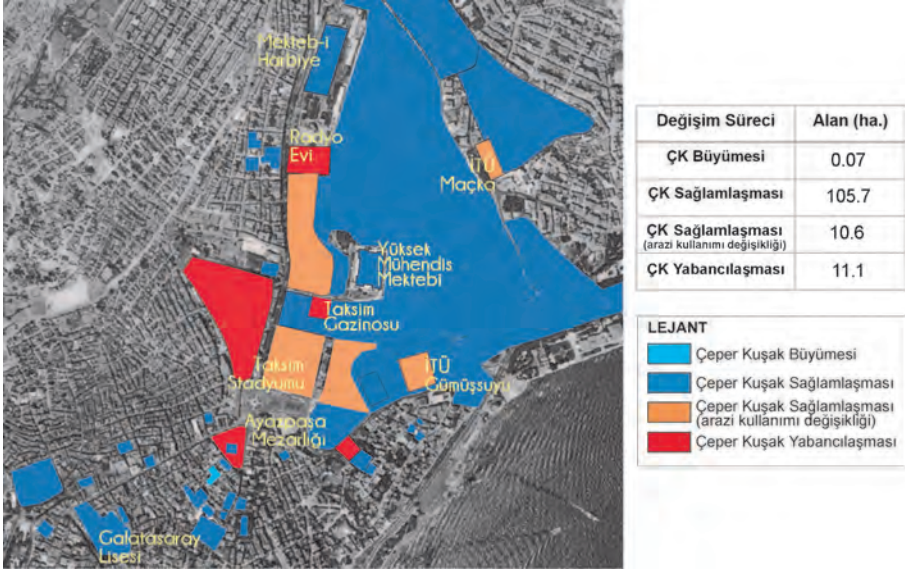 Mekteb-i
Harbiye
Radyo
Evi
İTÜ
Maçka
Yüksek
Mühendis
Mektebi
Taksim
Gazinosu
Taksim
Stadyumu
İTÜ
Gümüşsuyu
Ayazpaşa
Mezarlığı
Galatasaray
Lisesi
Değişim Süreci Alan (ha.)
ÇK Büyümesi 0.07
ÇK Sağlamlaşması 105.7
ÇK Sağlamlaşması 10.6
(arazi kullanımı değişikliği)
ÇK Yabancılaşması 11.1
LEJANT
Çeper Kuşak Büyümesi
Çeper Kuşak Sağlamlaşması
Çeper Kuşak Sağlamlaşması
(arazi kullanımı değişikliği)
Çeper Kuşak Yabancılaşması